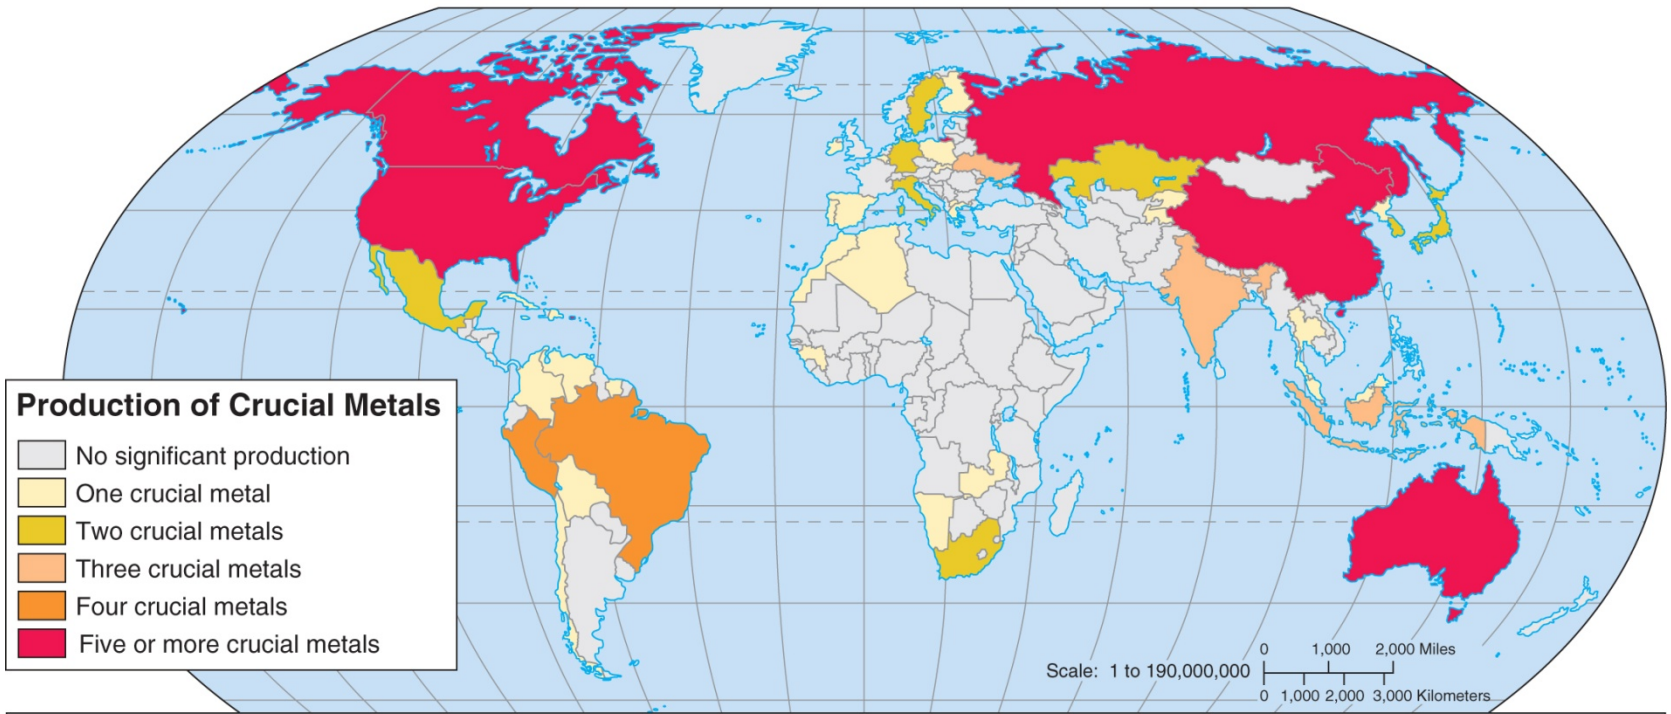 Production of Crucial Metals
No significant production
One crucial metal
Two crucial metals
Three crucial metals
Four crucial metals
Five or more crucial metals
Scale: 1 to 190,000,000
0 1,000 2,000 Miles
0 1,000 2,000 3,000 Kilometers